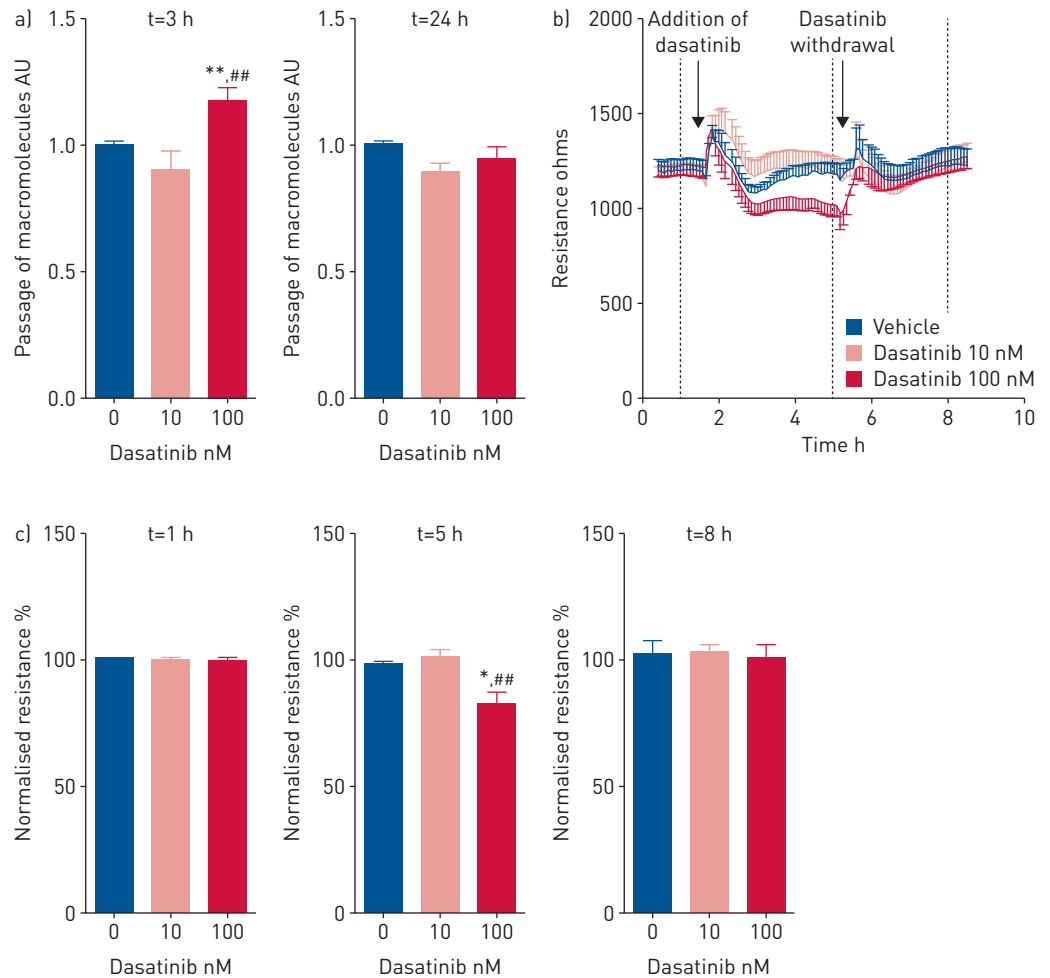 a)
t=3 h
Passage of macromolecules AU
1.5
1.0
0.5
0.0
**,##
0 10 100
Dasatinib nM
t=24 h
Passage of macromolecules AU
1.5
1.0
0.5
0.0
0 10 100
Dasatinib nM
b)
Addition of
dasatinib
Dasatinib
withdrawal
Resistance ohms
2000
1500
1000
500
0
Vehicle
Dasatinib 10 nM
Dasatinib 100 nM
0 2 4 6 8 10
Time h
c)
t=1 h
Normalised resistance %
150
100
50
0
0 10 100
Dasatinib nM
t=5 h
Normalised resistance %
150
100
50
0
*,##
0 10 100
Dasatinib nM
t=8 h
Normalised resistance %
150
100
50
0
0 10 100
Dasatinib nM